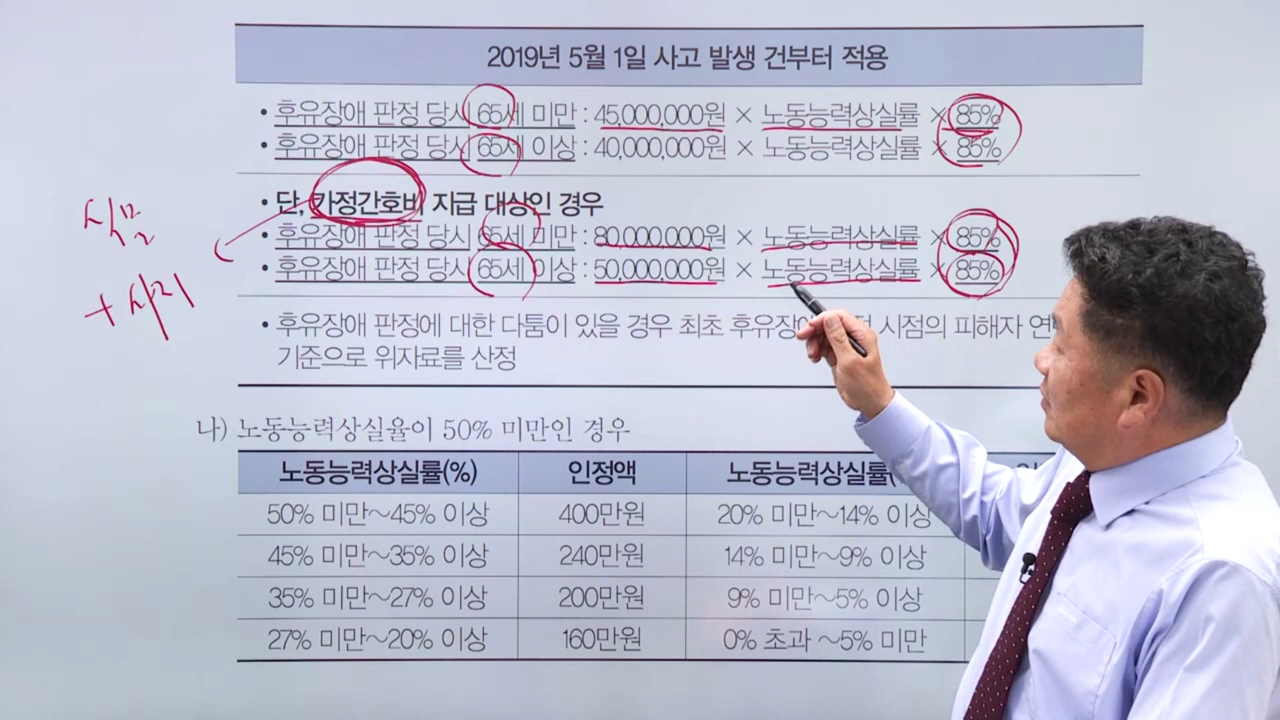 2019년 5월 1일 사고 발생 건부터 적용
• 후유장애 판정 당시 65세 미만 : 45,000,000원 × 노동능력상실률 × 85%
• 후유장애 판정 당시 65세 이상 : 40,000,000원 × 노동능력상실률 × 85%
• 단, 가정간호비 지급 대상인 경우
• 후유장애 판정 당시 65세 미만 : 80,000,000원 × 노동능력상실률 × 85%
• 후유장애 판정 당시 65세 이상 : 50,000,000원 × 노동능력상실률 × 85%
식물
+ 사지
• 후유장애 판정에 대한 다툼이 있을 경우 최초 후유장애 시점의 피해자
기준으로 위자료를 산정
나) 노동능력상실율이 50% 미만인 경우
노동능력상실률(%) 인정액 노동능력상실률(
50% 미만~45% 이상 400만원 20% 미만~14% 이상
45% 미만~35% 이상 240만원 14% 미만~9% 이상
35% 미만~27% 이상 200만원 9% 미만~5% 이상
27% 미만~20% 이상 160만원 0% 초과 ~5% 미만